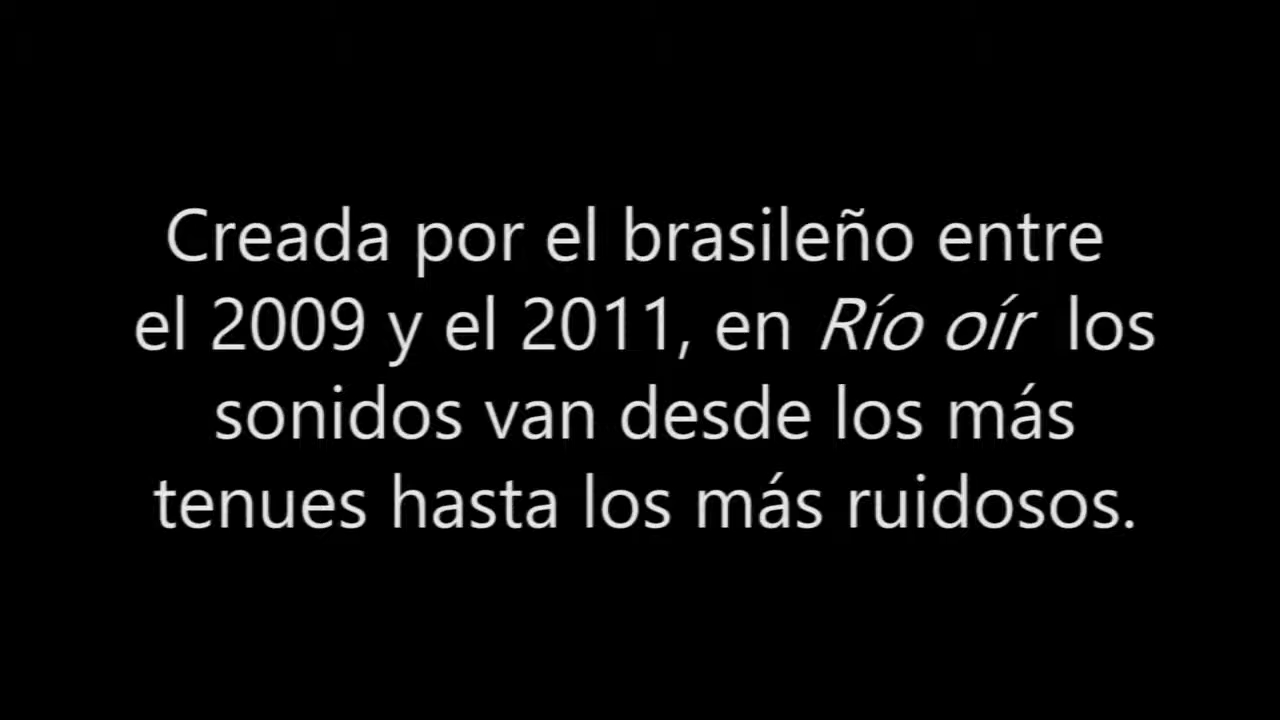 Creada por el brasileño entre
el 2009 y el 2011, en Río oír los
sonidos van desde los más
tenues hasta los más ruidosos.